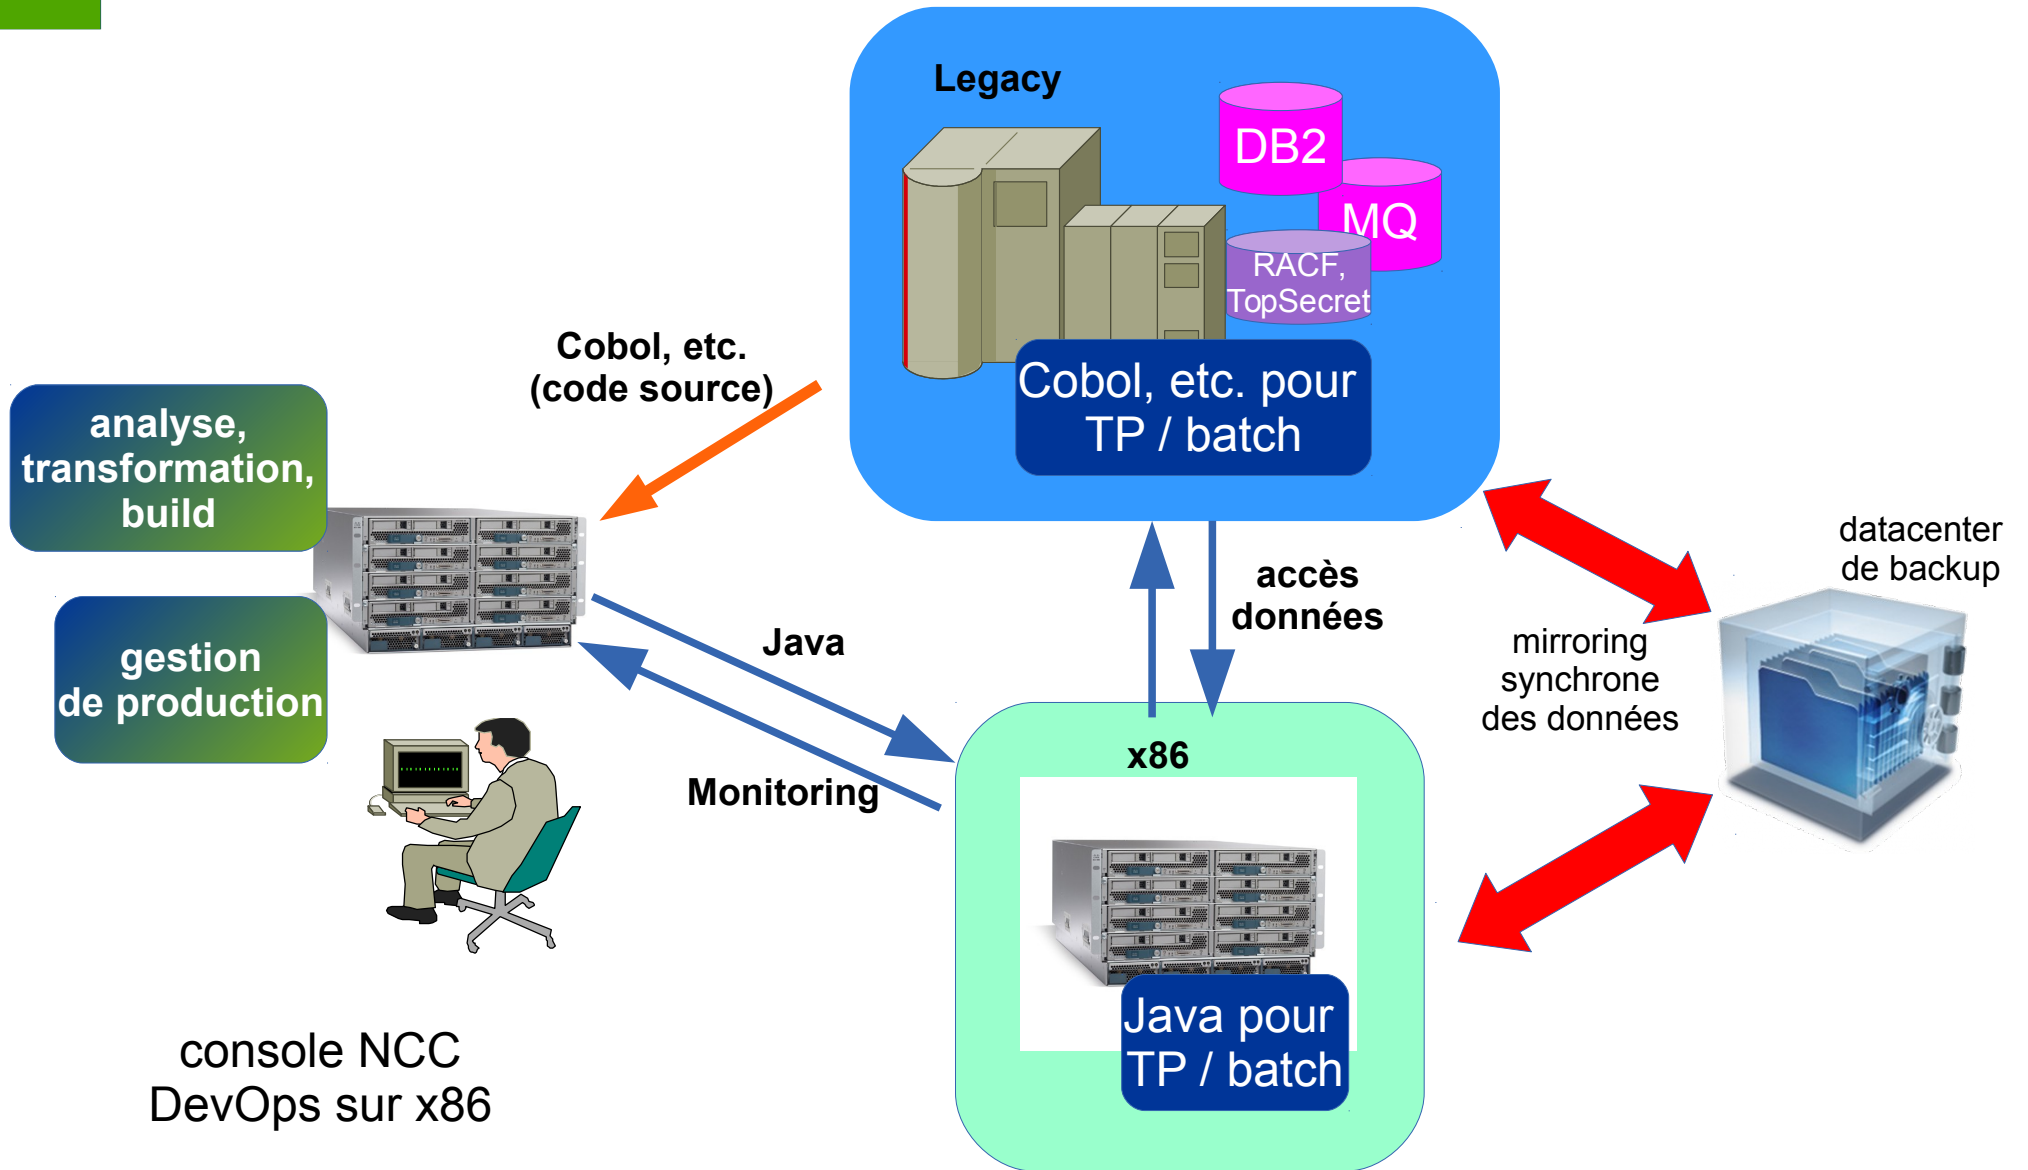 Legacy
DB2
MQ
RACF,
TopSecret
Cobol, etc. pour
TP / batch
Cobol, etc.
(code source)
analyse,
transformation,
build
gestion
de production
Java
Monitoring
accès
données
datacenter
de backup
mirroring
synchrone
des données
x86
Java pour
TP / batch
console NCC
DevOps sur x86